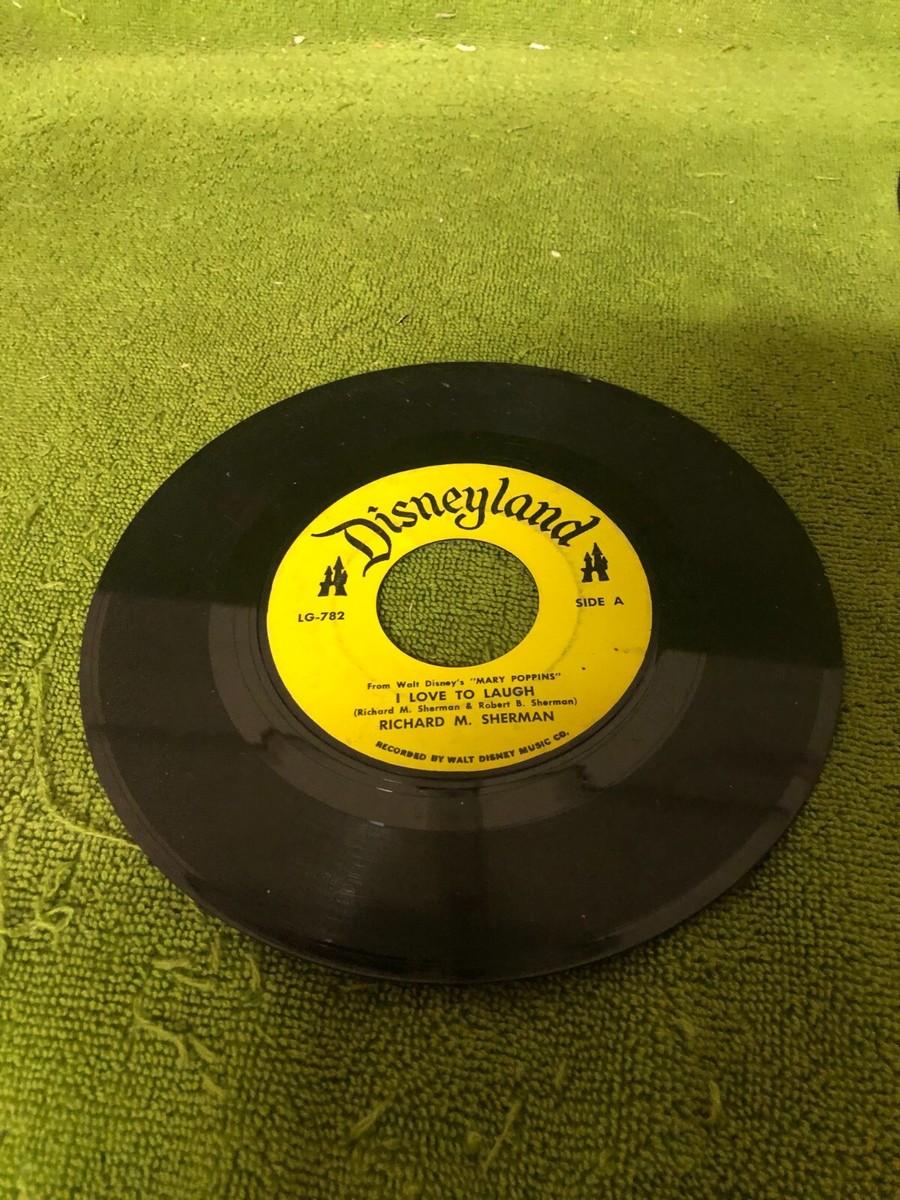 Disneyland
LG-782
SIDE A
From Walt Disney's "MARY POPPINS"
I LOVE TO LAUGH
(Richard M. Sherman & Robert B. Sherman)
RICHARD M. SHERMAN
RECORDED BY WALT DISNEY MUSIC CO.